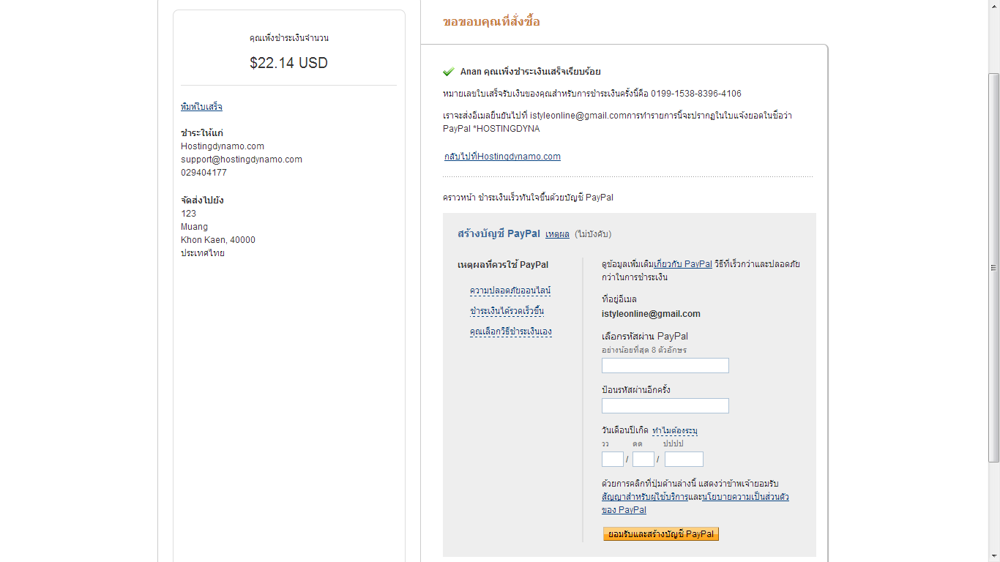 คุณเพิ่งชำระเงินจำนวน
$22.14 USD
พิมพ์ใบเสร็จ
ชำระให้แก่
Hostingdynamo.com
support@hostingdynamo.com
029404177
จัดส่งไปยัง
123
Muang
Khon Kaen, 40000
ประเทศไทย
ขอขอบคุณที่สั่งซื้อ
Anan คุณเพิ่งชำระเงินเสร็จเรียบร้อย
หมายเลขใบเสร็จรับเงินของคุณสำหรับการชำระเงินครั้งนี้คือ 0199-1538-8396-4106
เราจะส่งอีเมลยืนยันไปที่ istyleonline@gmail.comการทำรายการนี้จะปรากฏในใบแจ้งยอดในชื่อว่า
PayPal *HOSTINGDYNA
กลับไปที่Hostingdynamo.com
คราวหน้า ชำระเงินเร็วทันใจขึ้นด้วยบัญชี PayPal
สร้างบัญชี PayPal เหตุผล (ไม่บังคับ)
เหตุผลที่ควรใช้ PayPal
ความปลอดภัยออนไลน์
ชำระเงินได้รวดเร็วขึ้น
คุณเลือกวิธีชำระเงินเอง
ดูข้อมูลเพิ่มเติมเกี่ยวกับ PayPal วิธีที่เร็วกว่าและปลอดภัย
กว่าในการชำระเงิน
ที่อยู่อีเมล
istyleonline@gmail.com
เลือกรหัสผ่าน PayPal
อย่างน้อยที่สุด 8 ตัวอักษร
ป้อนรหัสผ่านอีกครั้ง
วันเดือนปีเกิด ทำไมต้องระบุ
วว ดด ปปปป
/ /
ด้วยการคลิกที่ปุ่มด้านล่างนี้ แสดงว่าข้าพเจ้ายอมรับ
สัญญาสำหรับผู้ใช้บริการและนโยบายความเป็นส่วนตัว
ของ PayPal
ยอมรับและสร้างบัญชี PayPal